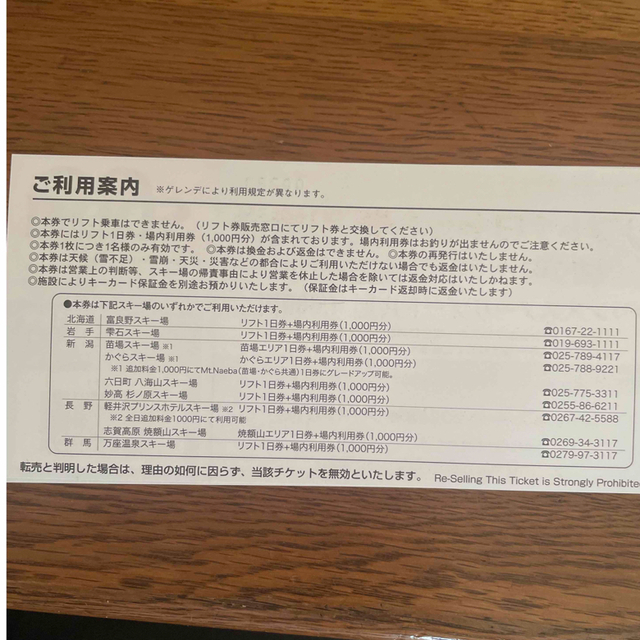 ご利用案内 ※ゲレンデにより利用規定が異なります。
◎本券でリフト乗車はできません。(リフト券販売窓口にてリフト券と交換してください)
◎本券にはリフト1日券・場内利用券(1,000円分)が含まれております。場内利用券はお釣りが出ませんのでご注意ください。
◎本券1枚につき1名様のみ有効です。 ◎本券は換金および返金はできません。 ◎本券の再発行はいたしません。
◎本券は天候(雪不足)・雪崩・天災・災害などの都合によりご利用いただけない場合でも返金はいたしません。
◎本券は営業上の判断等、スキー場の帰責事由により営業を休止した場合を除いては返金対応はいたしかねます。
◎施設によりキーカード保証金を別途お預かりいたします。(保証金はキーカード返却時に返金いたします)
●本券は下記スキー場のいずれかでご利用いただけます。
北海道 富良野スキー場 リフト1日券+場内利用券(1,000円分) ☎0167-22-1111
岩手 雫石スキー場 リフト1日券+場内利用券(1,000円分) ☎019-693-1111
新潟 苗場スキー場 ※1 苗場エリア1日券+場内利用券(1,000円分) ☎025-789-4117
かぐらスキー場 ※1 かぐらエリア1日券+場内利用券(1,000円分) ☎025-788-9221
※1 追加料金1,000円にてMt.Naeba(苗場・かぐら共通)1日券にグレードアップ可能。
六日町 八海山スキー場 リフト1日券+場内利用券(1,000円分) ☎025-775-3311
妙高 杉ノ原スキー場 リフト1日券+場内利用券(1,000円分) ☎0255-86-6211
長野 軽井沢プリンスホテルスキー場 ※2 リフト1日券+場内利用券(1,000円分) ☎0267-42-5588
※2 全日追加料金1000円にて利用可能
志賀高原 焼額山スキー場 焼額山エリア1日券+場内利用券(1,000円分) ☎0269-34-3117
群馬 万座温泉スキー場 リフト1日券+場内利用券(1,000円分) ☎0279-97-3117
転売と判明した場合は、理由の如何に因らず、当該チケットを無効といたします。 Re-Selling This Ticket is Strongly Prohibite